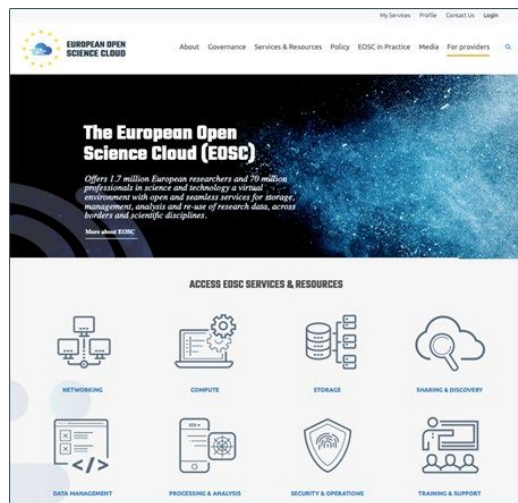 My Services Profile Contact Us Login
EUROPEAN OPEN
SCIENCE CLOUD
About Governance Services & Resources Policy EOSC in Practice Media For providers
The European Open
Science Cloud (EOSC)
Offers 1.7 million European researchers and 70 million
professionals in science and technology a virtual
environment with open and seamless services for storage,
management, analysis and re-use of research data, across
borders and scientific disciplines.
More about EOSC
ACCESS EOSC SERVICES & RESOURCES
NETWORKING COMPUTE STORAGE SHARING & DISCOVERY
DATA MANAGEMENT PROCESSING & ANALYSIS SECURITY & OPERATIONS TRAINING & SUPPORT